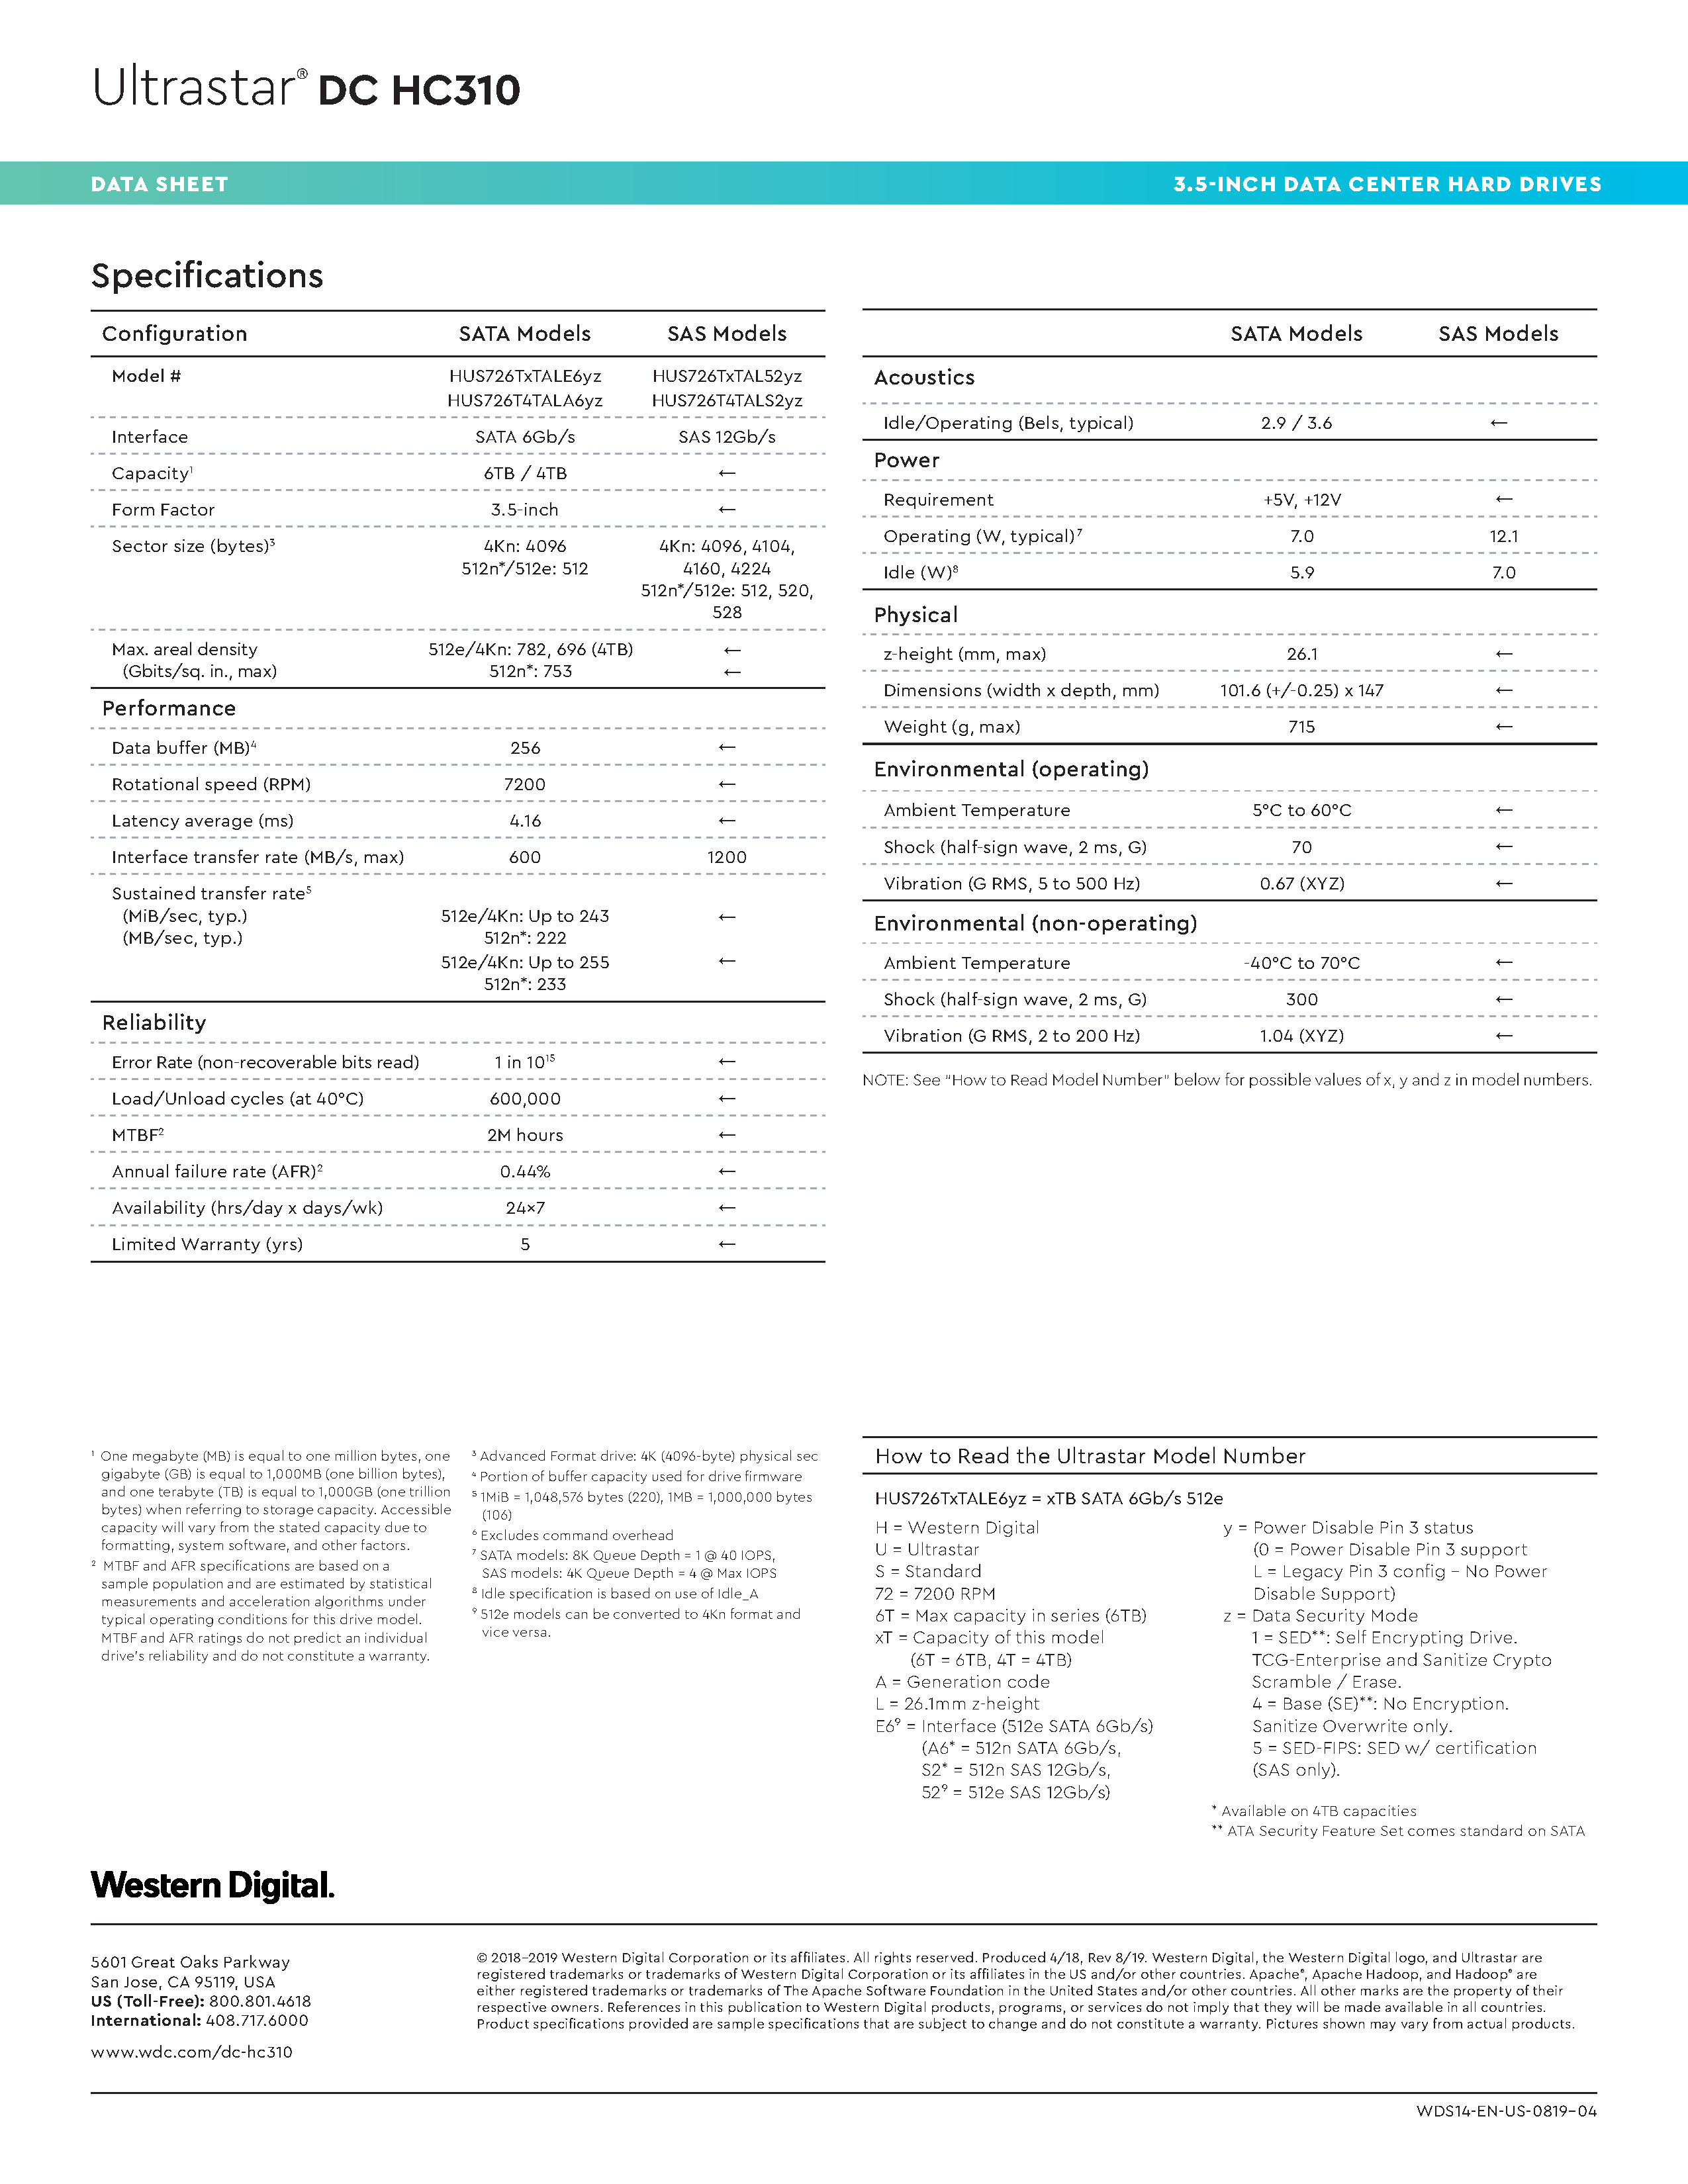 Ultrastar® DC HC310
DATA SHEET
3.5-INCH DATA CENTER HARD DRIVES
Specifications
Configuration SATA Models SAS Models
Model # HUS726TxTALE6yz HUS726TxTAL52yz
HUS726T4TALA6yz HUS726T4TALS2yz
Interface SATA 6Gb/s SAS 12Gb/s
Capacity¹ 6TB / 4TB ←
Form Factor 3.5-inch ←
Sector size (bytes)³ 4Kn: 4096 4Kn: 4096, 4104,
512n*/512e: 512 4160, 4224
512n*/512e: 512, 520,
528
Max. areal density 512e/4Kn: 782, 696 (4TB) ←
(Gbits/sq. in., max) 512n*: 753 ←
Performance
Data buffer (MB)⁴ 256 ←
Rotational speed (RPM) 7200 ←
Latency average (ms) 4.16 ←
Interface transfer rate (MB/s, max) 600 1200
Sustained transfer rate⁵
(MiB/sec, typ.) 512e/4Kn: Up to 243 ←
(MB/sec, typ.) 512n*: 222
512e/4Kn: Up to 255 ←
512n*: 233
Reliability
Error Rate (non-recoverable bits read) 1 in 10¹⁵ ←
Load/Unload cycles (at 40°C) 600,000 ←
MTBF² 2M hours ←
Annual failure rate (AFR)² 0.44% ←
Availability (hrs/day x days/wk) 24×7 ←
Limited Warranty (yrs) 5 ←
SATA Models SAS Models
Acoustics
Idle/Operating (Bels, typical) 2.9 / 3.6 ←
Power
Requirement +5V, +12V ←
Operating (W, typical)⁷ 7.0 12.1
Idle (W)⁸ 5.9 7.0
Physical
z-height (mm, max) 26.1 ←
Dimensions (width x depth, mm) 101.6 (+/-0.25) x 147 ←
Weight (g, max) 715 ←
Environmental (operating)
Ambient Temperature 5°C to 60°C ←
Shock (half-sign wave, 2 ms, G) 70 ←
Vibration (G RMS, 5 to 500 Hz) 0.67 (XYZ) ←
Environmental (non-operating)
Ambient Temperature -40°C to 70°C ←
Shock (half-sign wave, 2 ms, G) 300 ←
Vibration (G RMS, 2 to 200 Hz) 1.04 (XYZ) ←
NOTE: See "How to Read Model Number" below for possible values of x, y and z in model numbers.
¹ One megabyte (MB) is equal to one million bytes, one
gigabyte (GB) is equal to 1,000MB (one billion bytes),
and one terabyte (TB) is equal to 1,000GB (one trillion
bytes) when referring to storage capacity. Accessible
capacity will vary from the stated capacity due to
formatting, system software, and other factors.
² MTBF and AFR specifications are based on a
sample population and are estimated by statistical
measurements and acceleration algorithms under
typical operating conditions for this drive model.
MTBF and AFR ratings do not predict an individual
drive's reliability and do not constitute a warranty.
³ Advanced Format drive: 4K (4096-byte) physical sec
⁴ Portion of buffer capacity used for drive firmware
⁵ 1MiB = 1,048,576 bytes (220), 1MB = 1,000,000 bytes
(106)
⁶ Excludes command overhead
⁷ SATA models: 8K Queue Depth = 1 @ 40 IOPS,
SAS models: 4K Queue Depth = 4 @ Max IOPS
⁸ Idle specification is based on use of Idle_A
⁹ 512e models can be converted to 4Kn format and
vice versa.
How to Read the Ultrastar Model Number
HUS726TxTALE6yz = xTB SATA 6Gb/s 512e
H = Western Digital
U = Ultrastar
S = Standard
72 = 7200 RPM
6T = Max capacity in series (6TB)
xT = Capacity of this model
(6T = 6TB, 4T = 4TB)
A = Generation code
L = 26.1mm z-height
E6⁹ = Interface (512e SATA 6Gb/s)
(A6* = 512n SATA 6Gb/s,
S2* = 512n SAS 12Gb/s,
52⁹ = 512e SAS 12Gb/s)
y = Power Disable Pin 3 status
(0 = Power Disable Pin 3 support
L = Legacy Pin 3 config – No Power
Disable Support)
z = Data Security Mode
1 = SED**: Self Encrypting Drive.
TCG-Enterprise and Sanitize Crypto
Scramble / Erase.
4 = Base (SE)**: No Encryption.
Sanitize Overwrite only.
5 = SED-FIPS: SED w/ certification
(SAS only).
* Available on 4TB capacities
** ATA Security Feature Set comes standard on SATA
Western Digital.
5601 Great Oaks Parkway
San Jose, CA 95119, USA
US (Toll-Free): 800.801.4618
International: 408.717.6000
www.wdc.com/dc-hc310
© 2018–2019 Western Digital Corporation or its affiliates. All rights reserved. Produced 4/18, Rev 8/19. Western Digital, the Western Digital logo, and Ultrastar are
registered trademarks or trademarks of Western Digital Corporation or its affiliates in the US and/or other countries. Apache®, Apache Hadoop, and Hadoop® are
either registered trademarks or trademarks of The Apache Software Foundation in the United States and/or other countries. All other marks are the property of their
respective owners. References in this publication to Western Digital products, programs, or services do not imply that they will be made available in all countries.
Product specifications provided are sample specifications that are subject to change and do not constitute a warranty. Pictures shown may vary from actual products.
WDS14-EN-US-0819-04